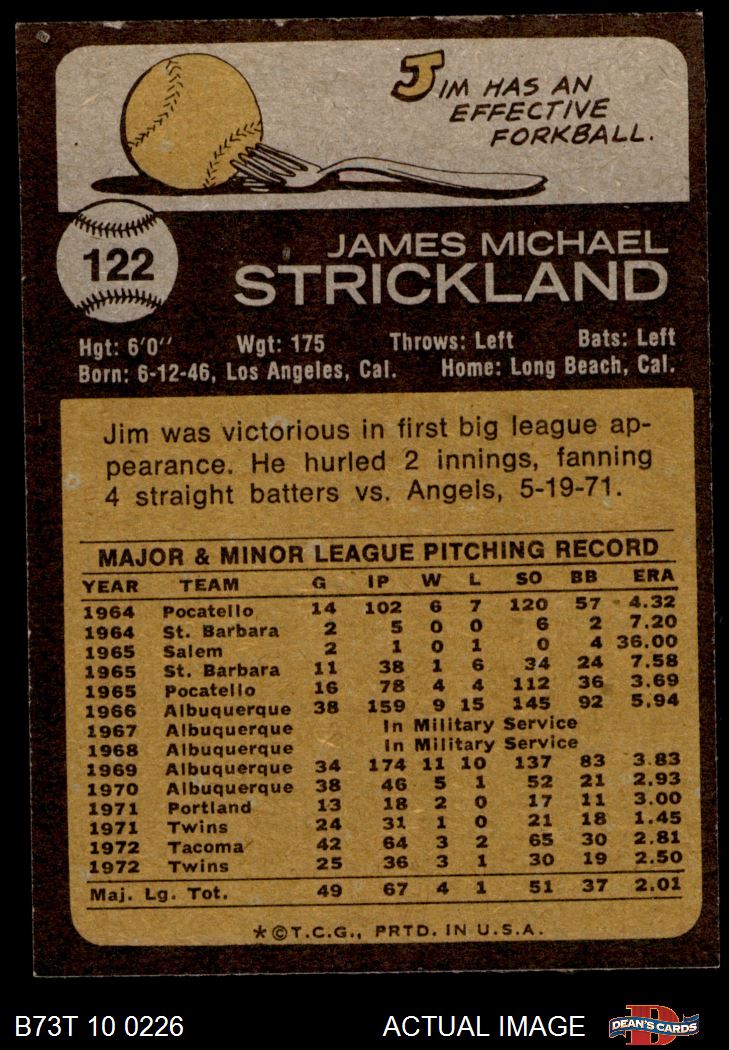 JIM HAS AN
EFFECTIVE
FORKBALL.
122
JAMES MICHAEL
STRICKLAND
Hgt: 6'0" Wgt: 175 Throws: Left Bats: Left
Born: 6-12-46, Los Angeles, Cal. Home: Long Beach, Cal.
Jim was victorious in first big league ap-
pearance. He hurled 2 innings, fanning
4 straight batters vs. Angels, 5-19-71.
MAJOR & MINOR LEAGUE PITCHING RECORD
YEAR TEAM G IP W L SO BB ERA
1964 Pocatello 14 102 6 7 120 57 4.32
1964 St. Barbara 2 5 0 0 6 2 7.20
1965 Salem 2 1 0 1 0 4 36.00
1965 St. Barbara 11 38 1 6 34 24 7.58
1965 Pocatello 16 78 4 4 112 36 3.69
1966 Albuquerque 38 159 9 15 145 92 5.94
1967 Albuquerque In Military Service
1968 Albuquerque In Military Service
1969 Albuquerque 34 174 11 10 137 83 3.83
1970 Albuquerque 38 46 5 1 52 21 2.93
1971 Portland 13 18 2 0 17 11 3.00
1971 Twins 24 31 1 0 21 18 1.45
1972 Tacoma 42 64 3 2 65 30 2.81
1972 Twins 25 36 3 1 30 19 2.50
Maj. Lg. Tot. 49 67 4 1 51 37 2.01
*©T.C.G., PRTD. IN U.S.A.
B73T 10 0226 ACTUAL IMAGE D DEAN'S CARDS